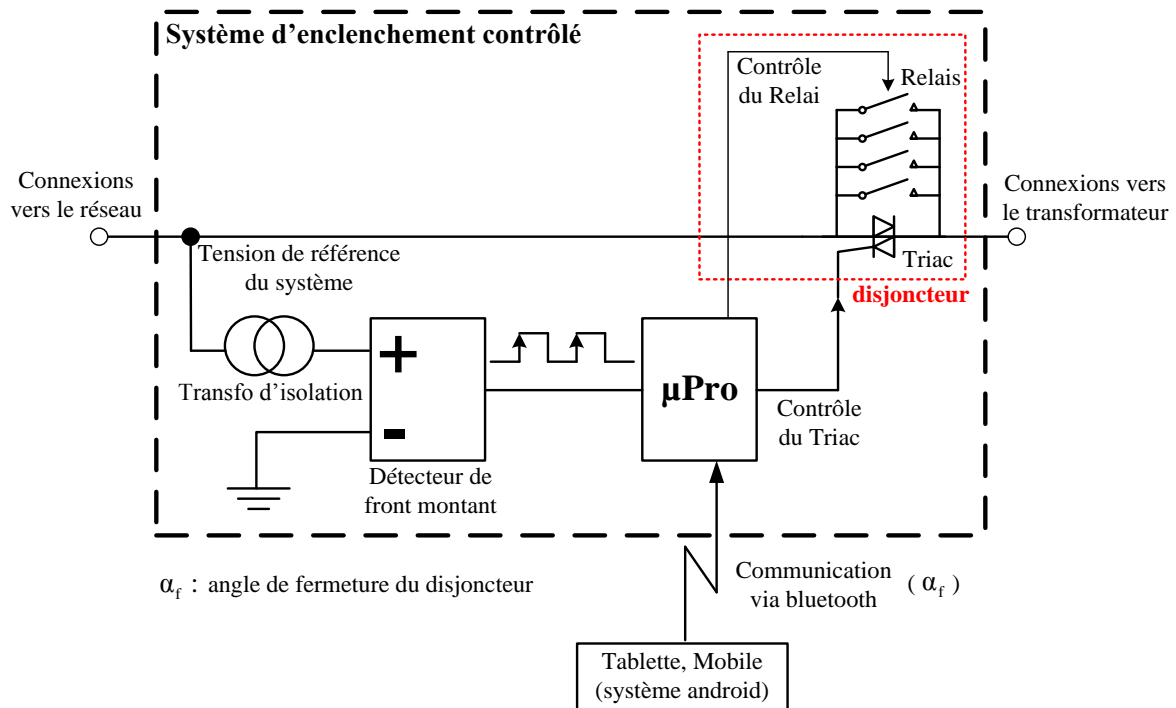 Système d'enclenchement contrôlé
Contrôle
du Relai
Relais
Connexions
vers le réseau
Connexions vers
le transformateur
Tension de référence
du système
Triac
disjoncteur
Transfo d'isolation
+
-
µPro
Contrôle
du Triac
Détecteur de
front montant
αf : angle de fermeture du disjoncteur
Communication
via bluetooth
( αf )
Tablette, Mobile
(système android)